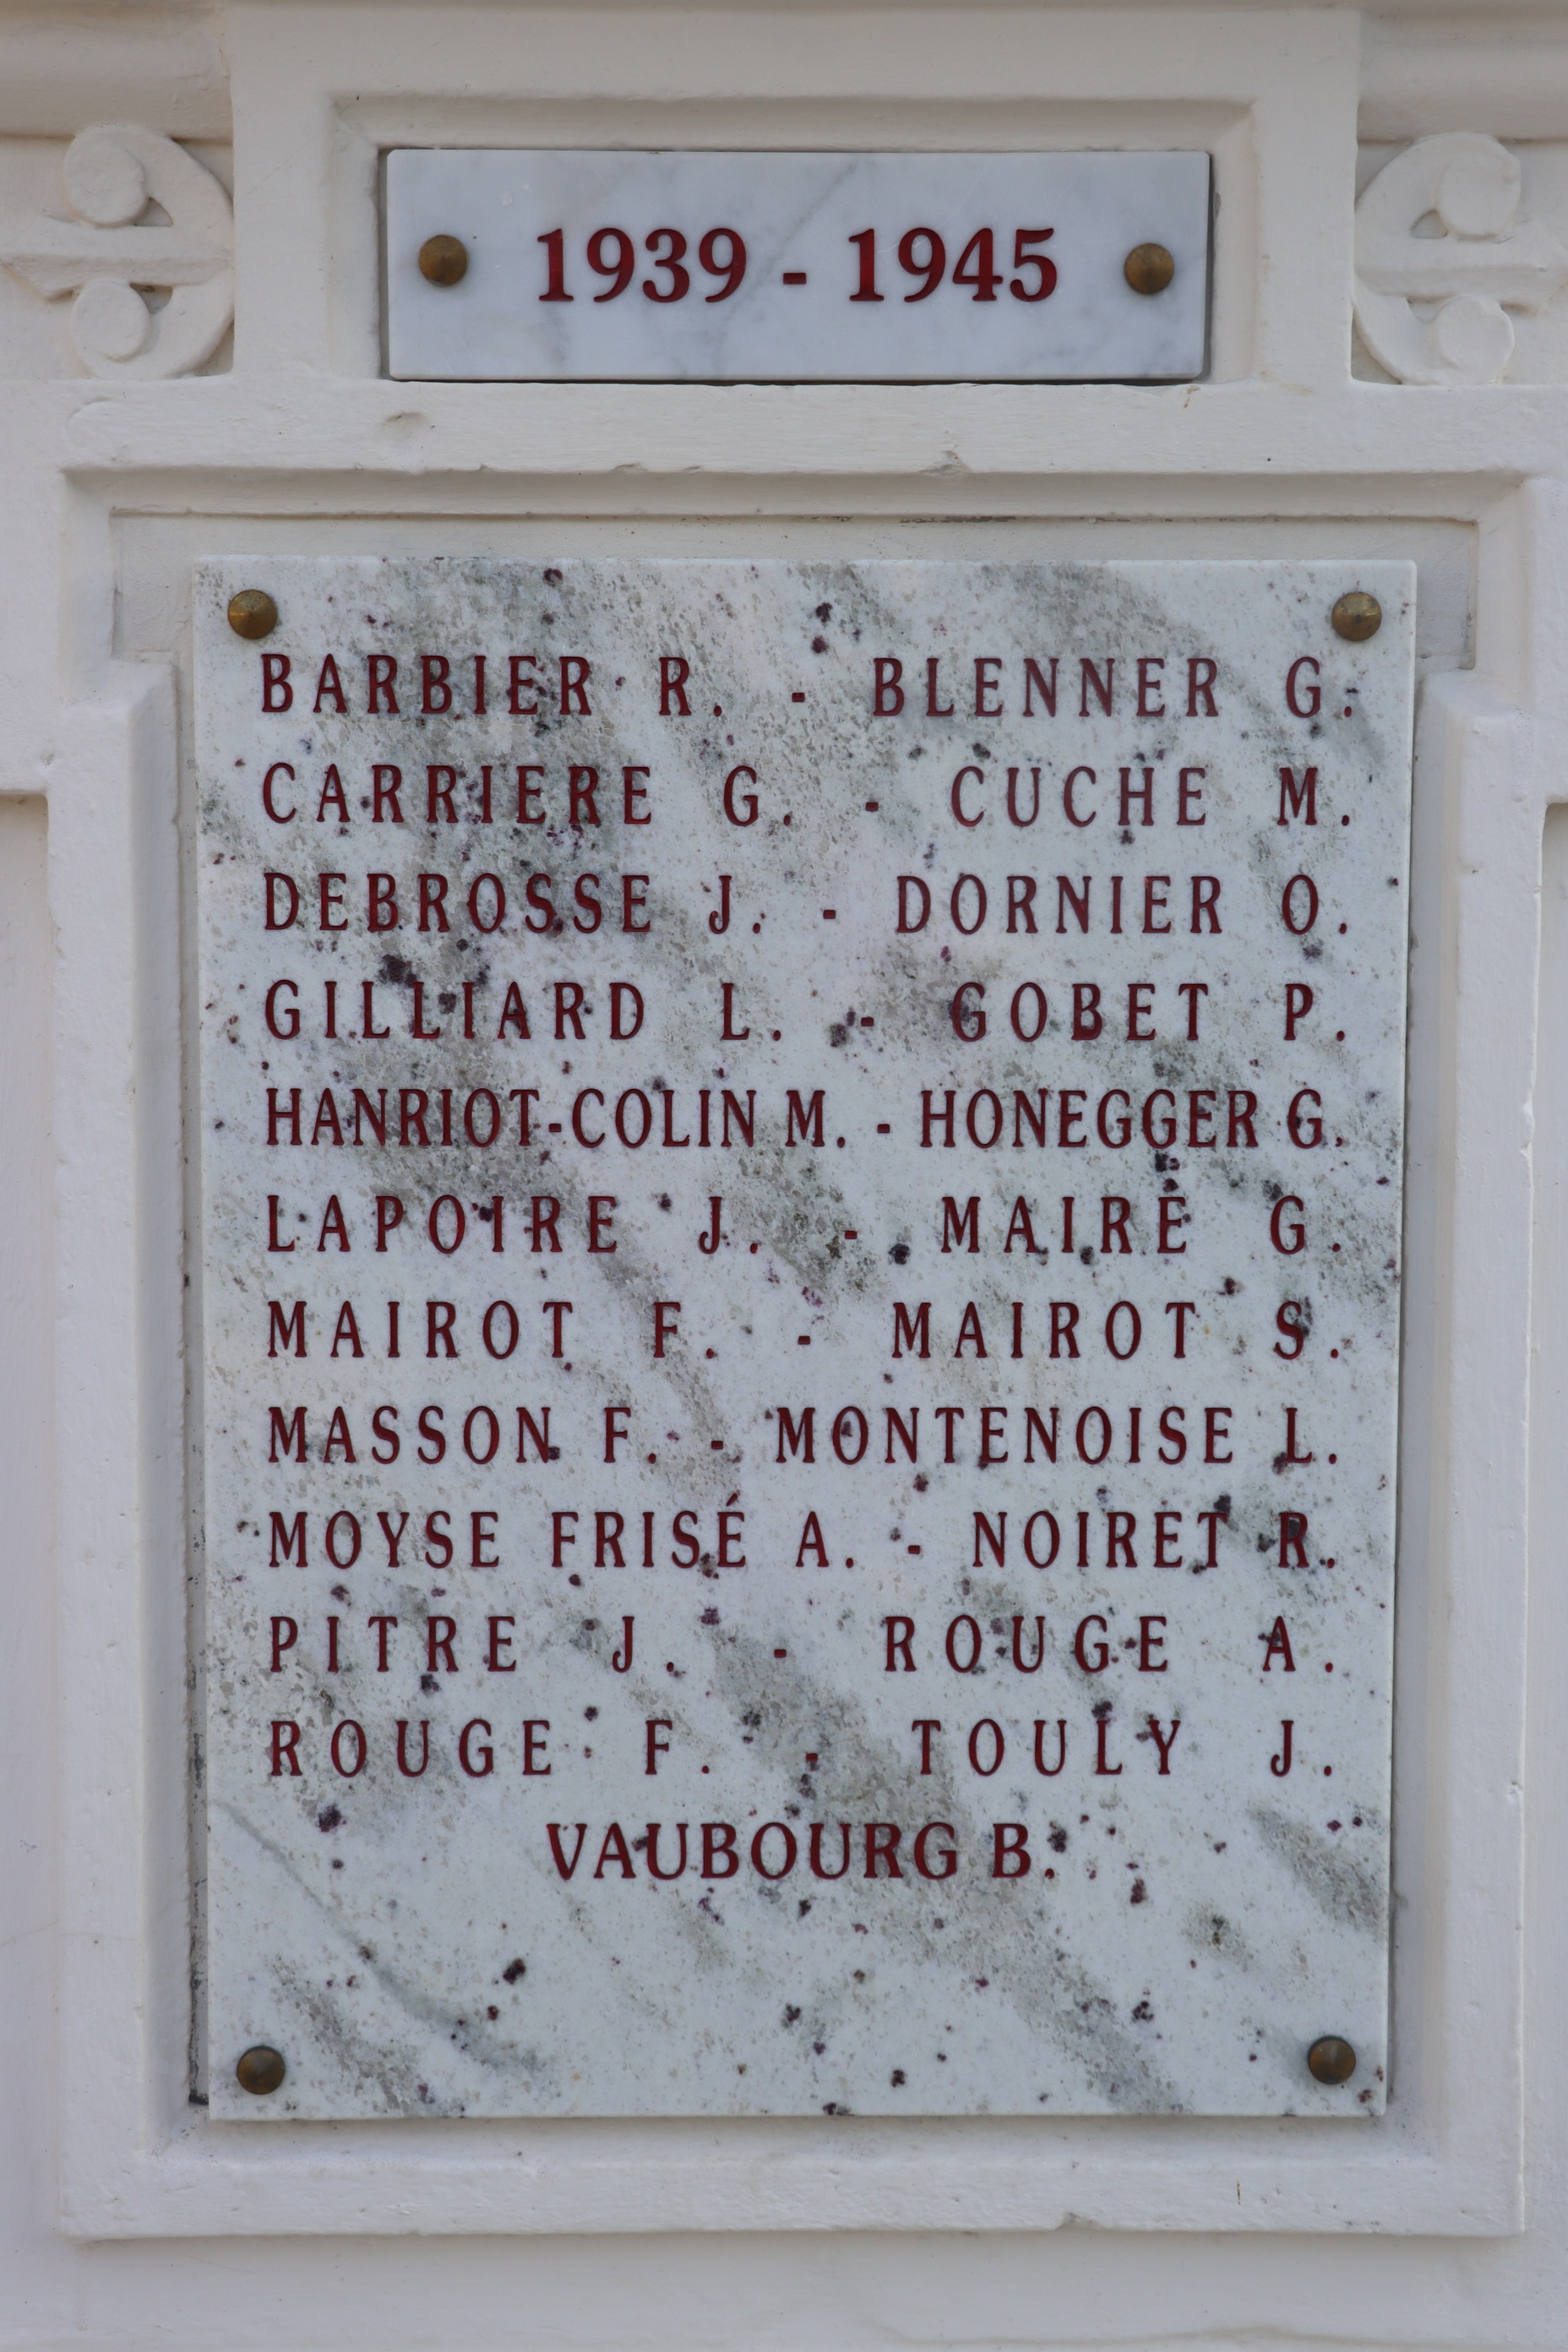 1939 - 1945
BARBIER R. - BLENNER G.
CARRIERE G. - CUCHE M.
DEBROSSE J. - DORNIER O.
GILLIARD L. - GOBET P.
HANRIOT-COLIN M. - HONEGGER G.
LAPOIRE J. - MAIRE G.
MAIROT F. - MAIROT S.
MASSON F. - MONTENOISE L.
MOYSE FRISÉ A. - NOIRET R.
PITRE J. - ROUGE A.
ROUGE F. - TOULY J.
VAUBOURG B.